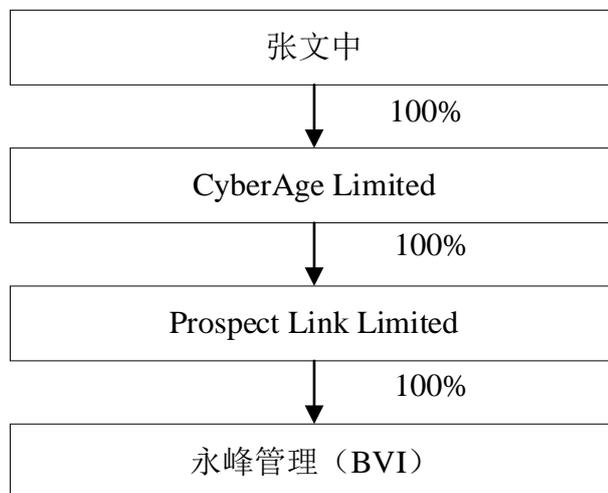 张文中
100%
CyberAge Limited
100%
Prospect Link Limited
100%
永峰管理（BVI）